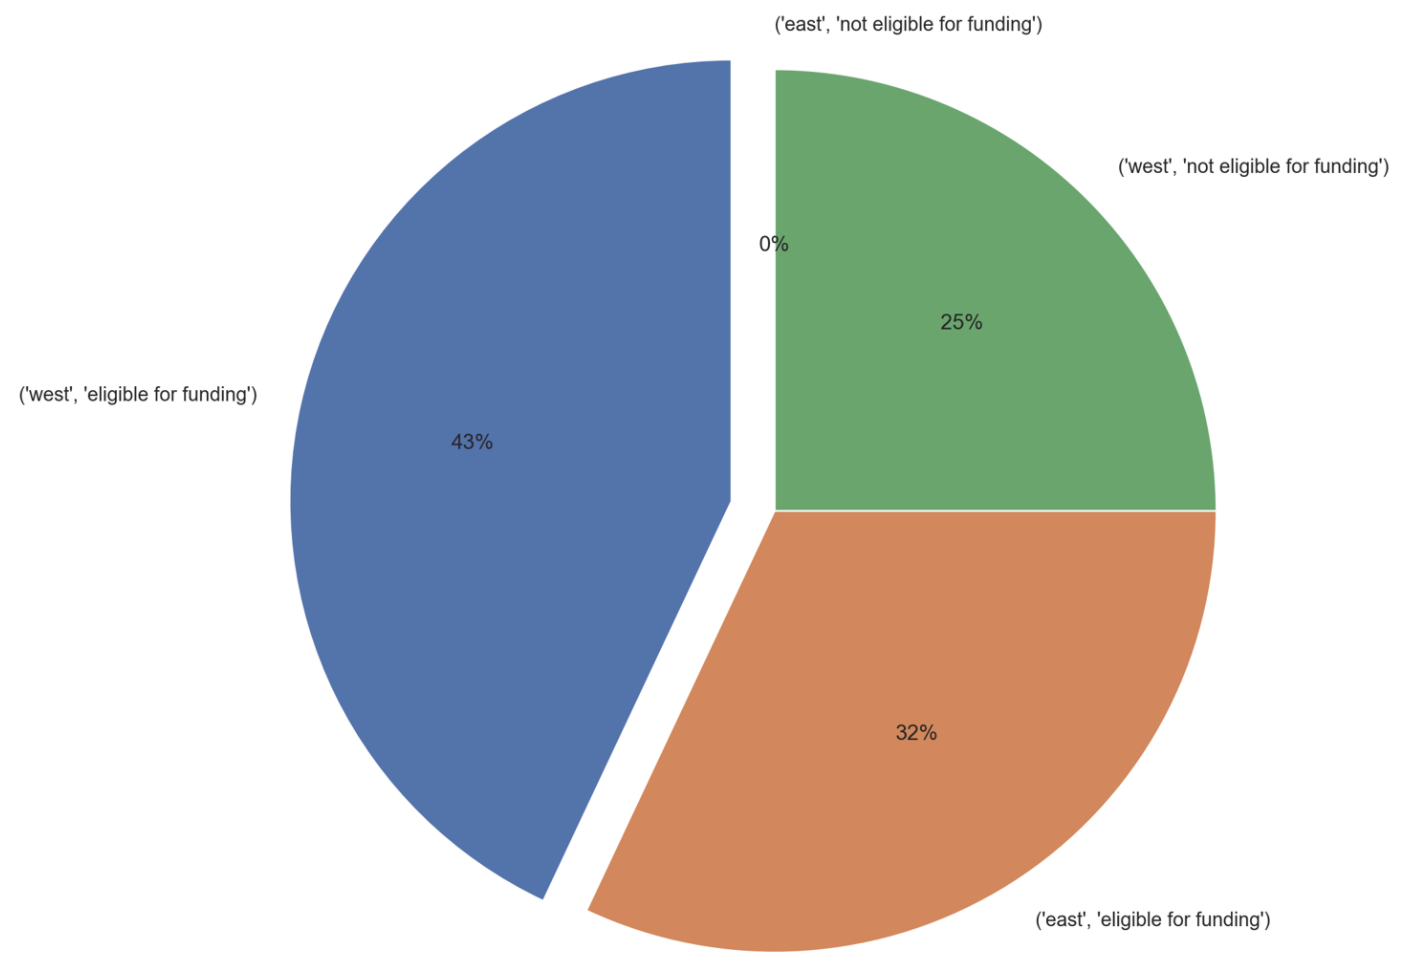 ('east', 'not eligible for funding')
('west', 'not eligible for funding')
0%
25%
('west', 'eligible for funding')
43%
32%
('east', 'eligible for funding')